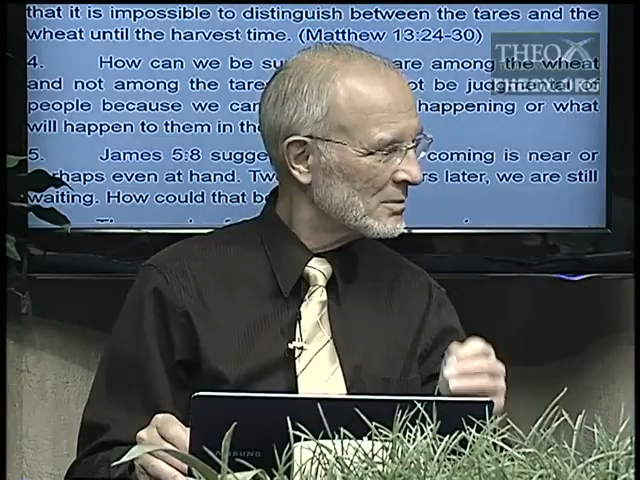 that it is impossible to distinguish between the tares and the
wheat until the harvest time. (Matthew 13:24-30)
THEO
THEOX.ORG
4. How can we be su are among the wheat
and not among the tare ot be judgmental of
people because we can happening or what
will happen to them in the
5. James 5:8 sugge coming is near or
rhaps even at hand. Tw rs later, we are still
waiting. How could that be
SAMSUNG